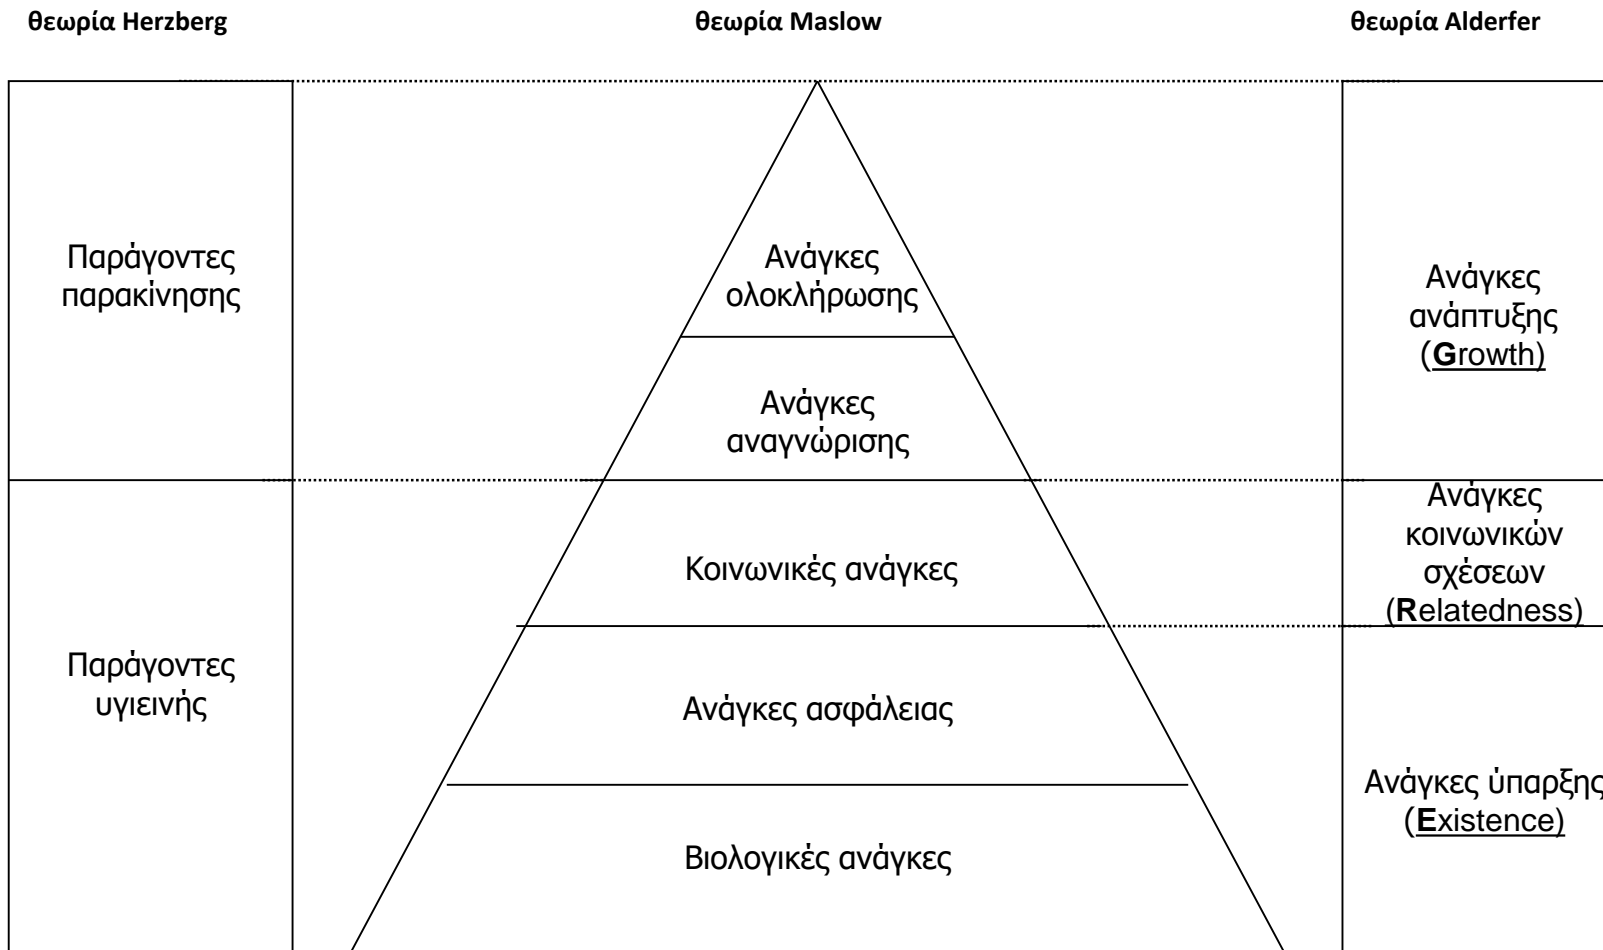 θεωρία Herzberg
θεωρία Maslow
θεωρία Alderfer
Παράγοντες
παρακίνησης
Ανάγκες
ολοκλήρωσης
Ανάγκες
ανάπτυξης
(Growth)
Ανάγκες
αναγνώρισης
Ανάγκες
κοινωνικών
σχέσεων
(Relatedness)
Κοινωνικές ανάγκες
Παράγοντες
υγιεινής
Ανάγκες ασφάλειας
Ανάγκες ύπαρξης
(Existence)
Βιολογικές ανάγκες